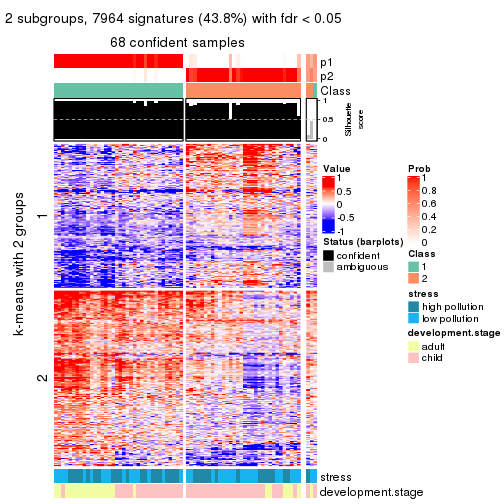 2 subgroups, 7964 signatures (43.8%) with fdr < 0.05
68 confident samples
p1
p2
Class
1
0.5
0
Silhouette
score
k-means with 2 groups
1
2
stress
development.stage
Value
1
0.5
0
-0.5
-1
Status (barplots)
confident
ambiguous
Prob
1
0.8
0.6
0.4
0.2
0
Class
1
2
stress
high pollution
low pollution
development.stage
adult
child